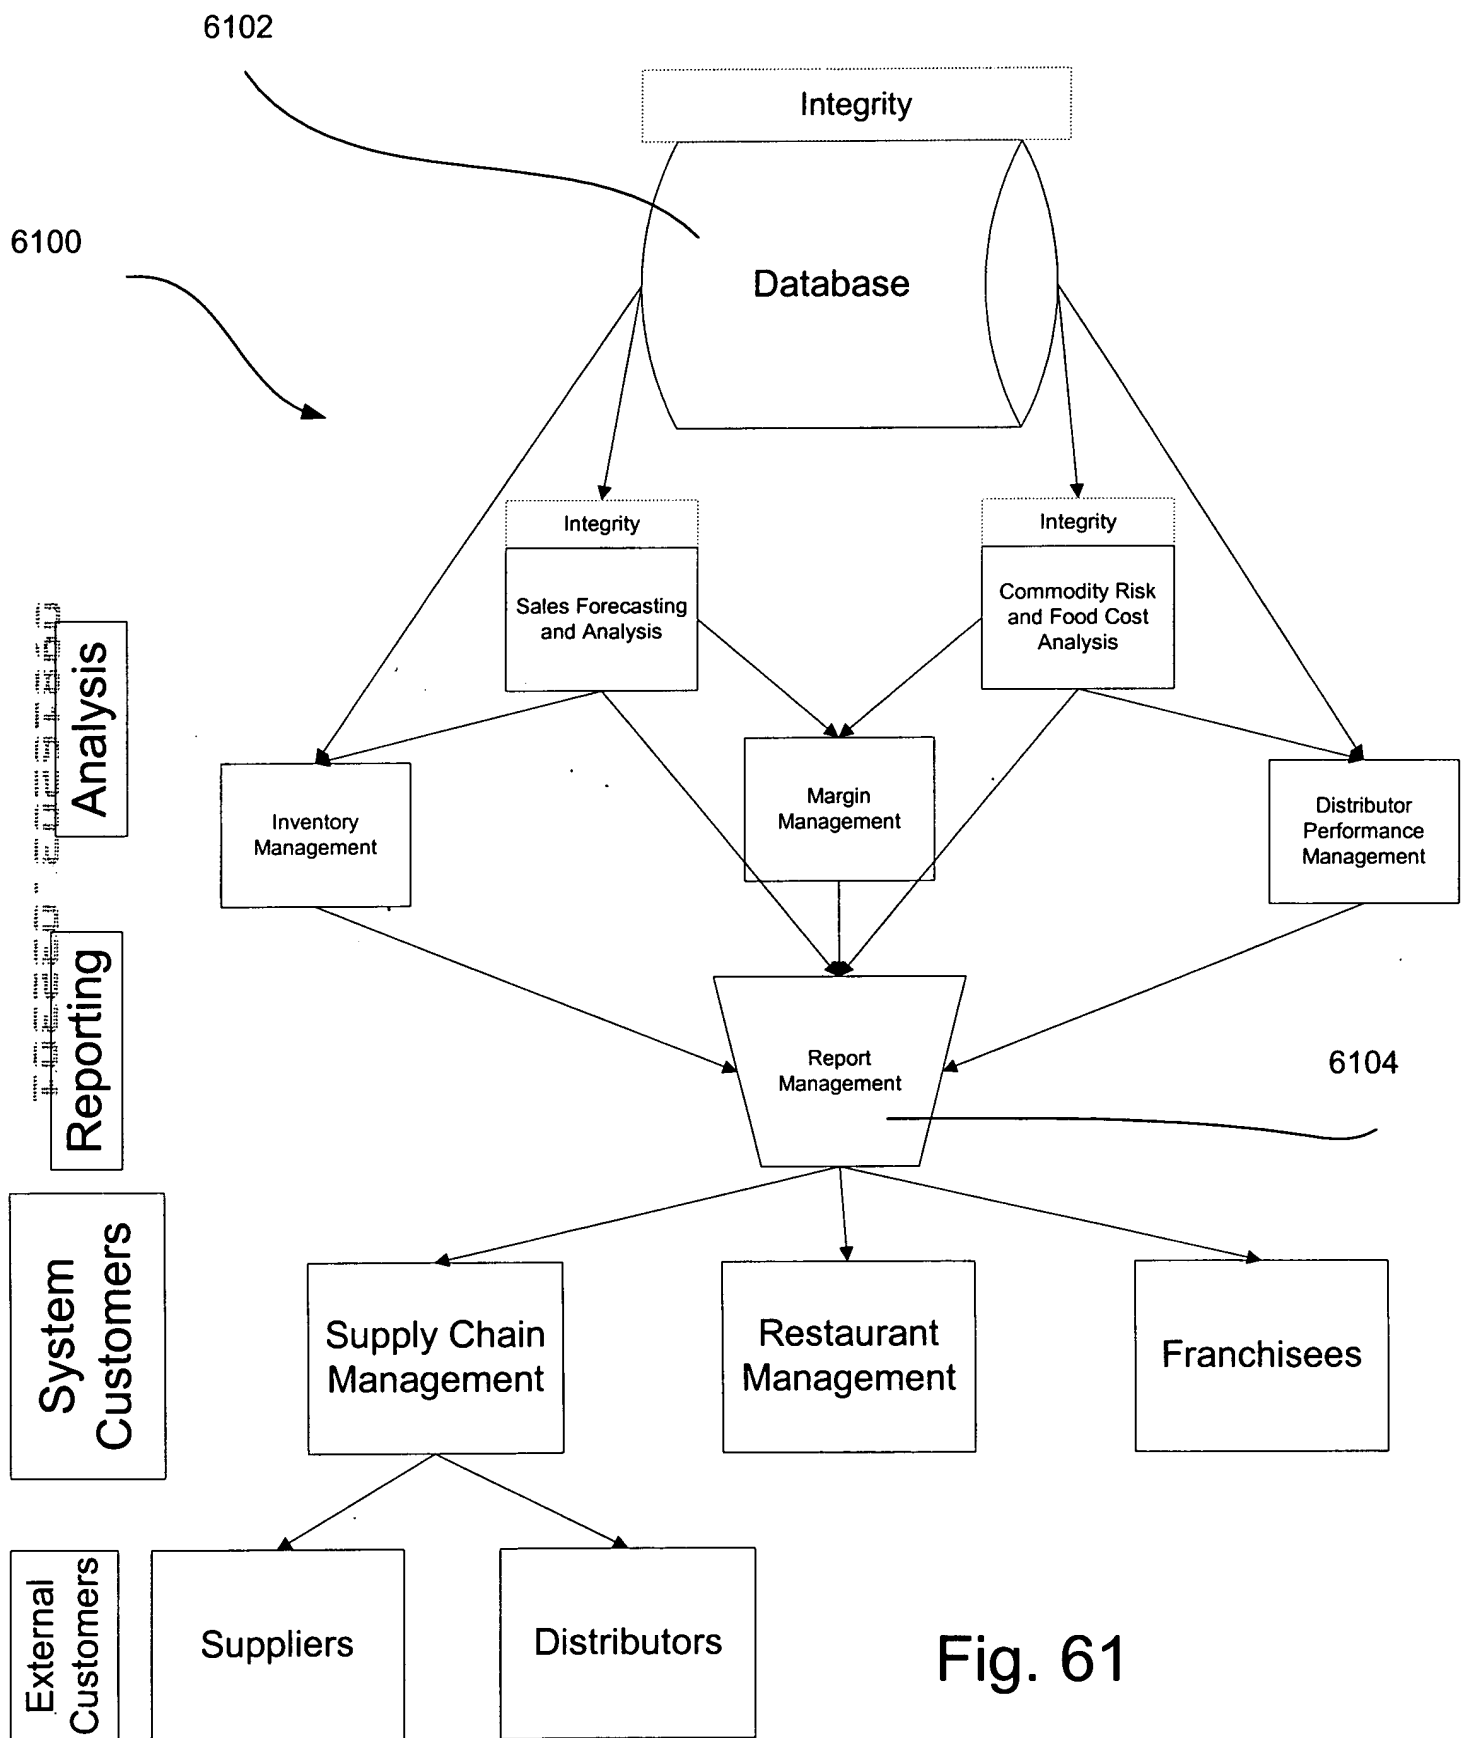 6102
Integrity
6100
Database
Integrity
Integrity
Sales Forecasting
and Analysis
Commodity Risk
and Food Cost
Analysis
Analysis
Inventory
Management
Margin
Management
Distributor
Performance
Management
Reporting
Report
Management
6104
System
Customers
Supply Chain
Management
Restaurant
Management
Franchisees
External
Customers
Suppliers
Distributors
Fig. 61